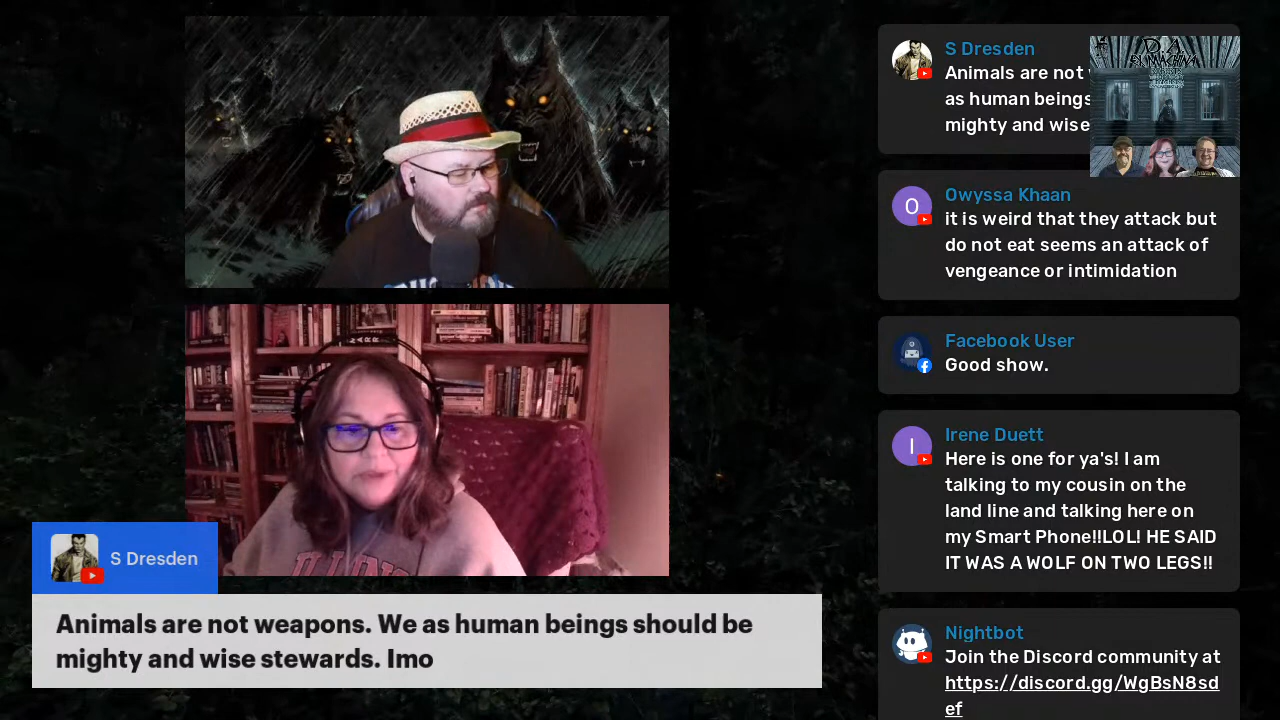 S Dresden
Animals are not
as human beings
mighty and wise
Owyssa Khaan
it is weird that they attack but
do not eat seems an attack of
vengeance or intimidation
Facebook User
Good show.
Irene Duett
Here is one for ya's! I am
talking to my cousin on the
land line and talking here on
my Smart Phone!!LOL! HE SAID
IT WAS A WOLF ON TWO LEGS!!
Nightbot
Join the Discord community at
https://discord.gg/WgBsN8sd
ef
S Dresden
Animals are not weapons. We as human beings should be
mighty and wise stewards. Imo